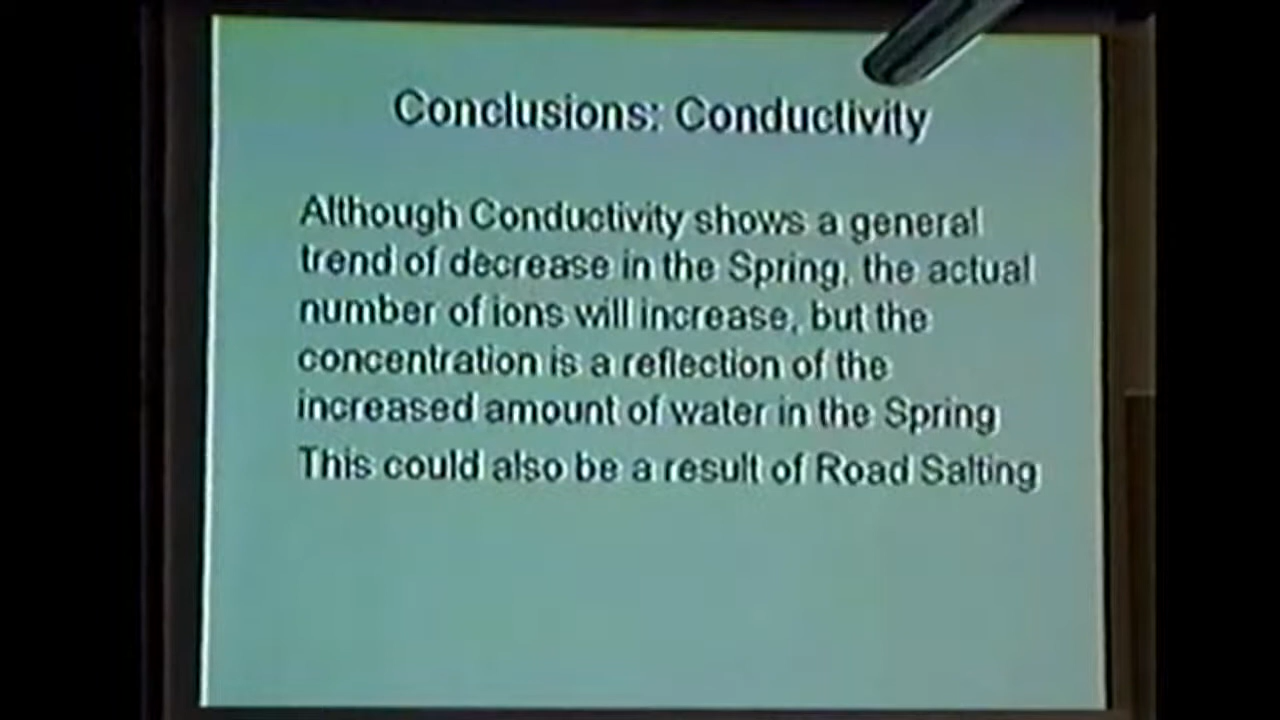 Conclusions: Conductivity
Although Conductivity shows a general
trend of decrease in the Spring, the actual
number of ions will increase, but the
concentration is a reflection of the
increased amount of water in the Spring
This could also be a result of Road Salting